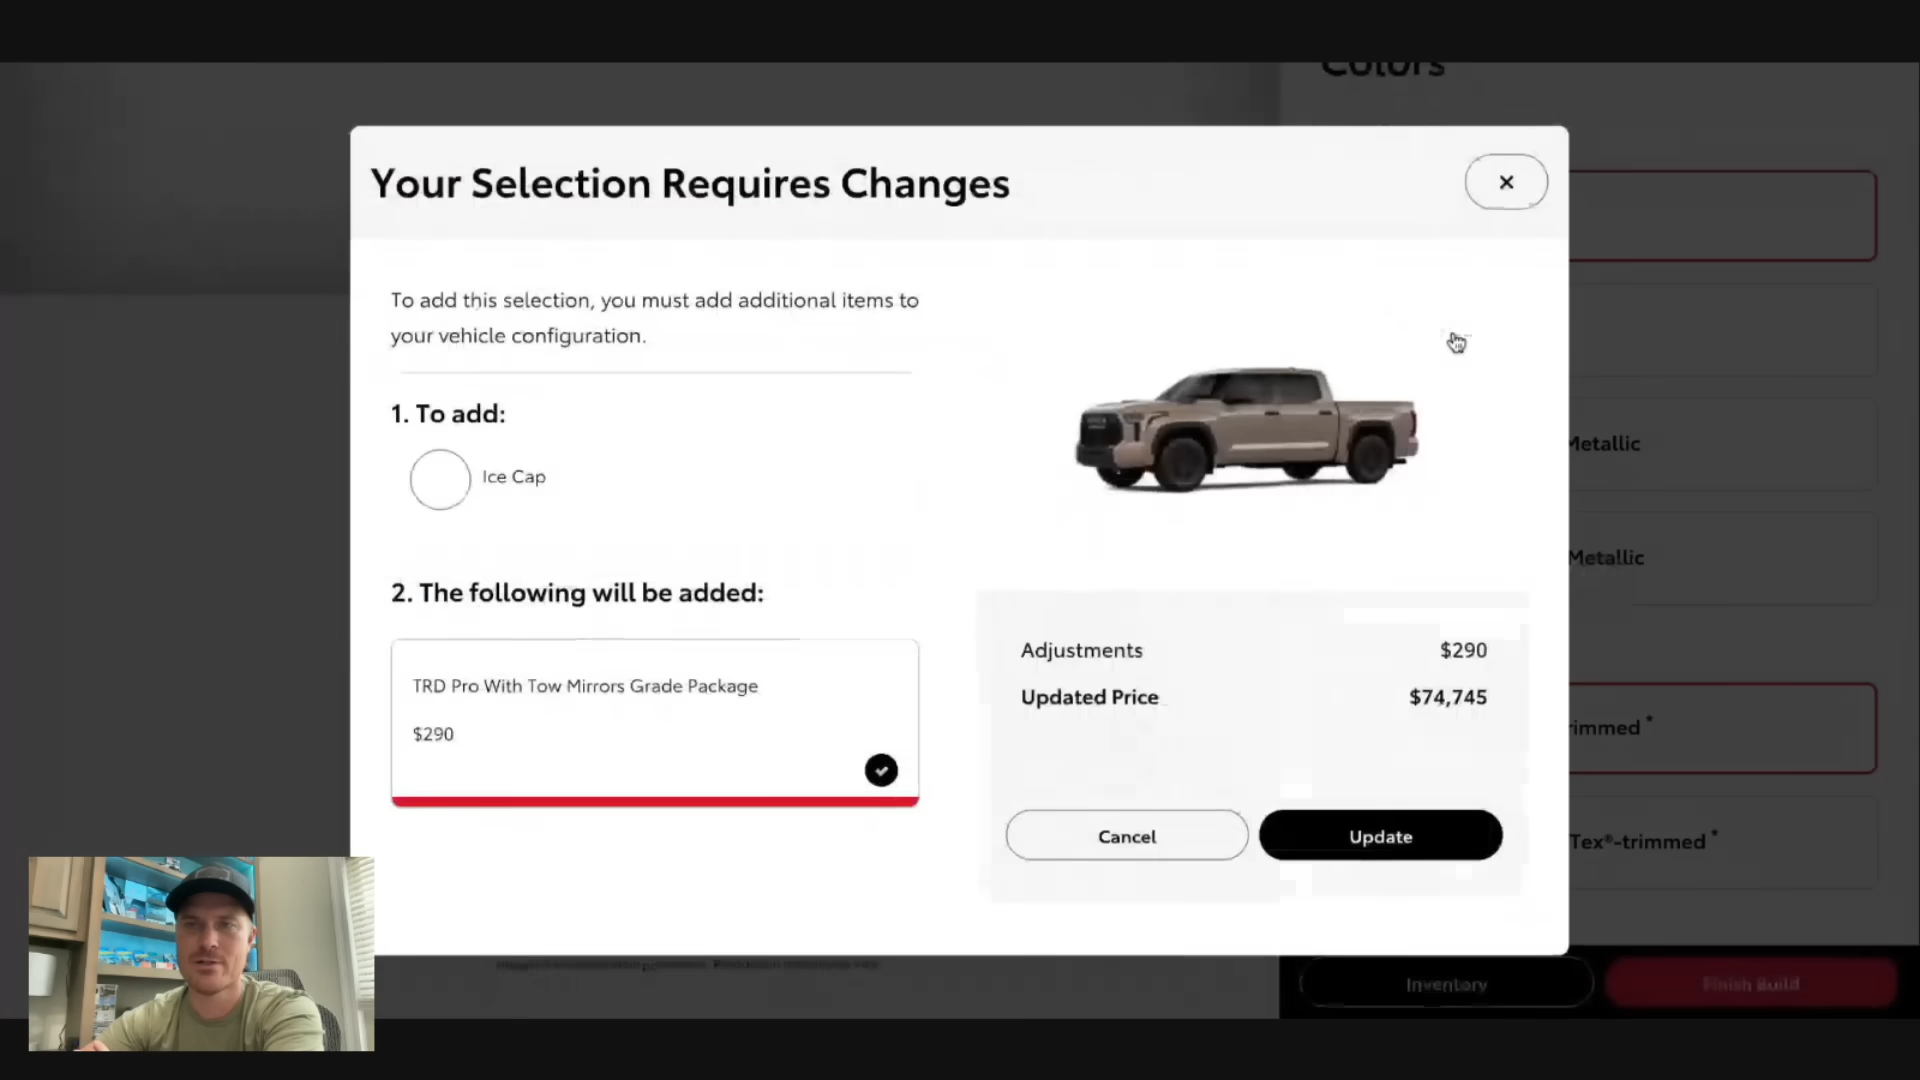 Colors
Your Selection Requires Changes
To add this selection, you must add additional items to
your vehicle configuration.
1. To add:
Ice Cap
2. The following will be added:
TRD Pro With Tow Mirrors Grade Package
$290
Adjustments $290
Updated Price $74,745
Cancel Update
Metallic
Metallic
rimmed *
Tex®-trimmed *
Inventory Finish Build